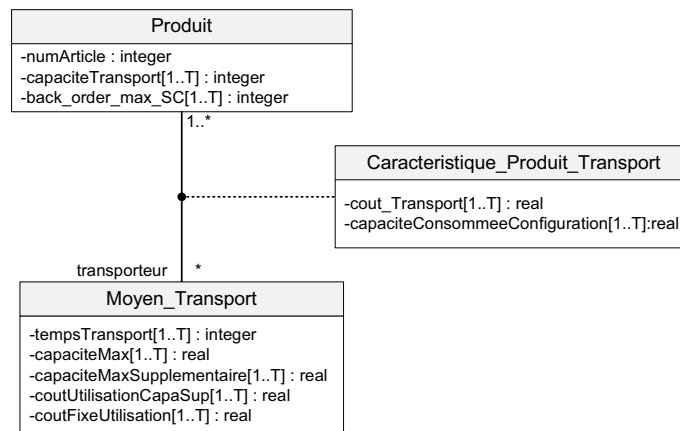 Produit
-numArticle : integer
-capaciteTransport[1..T] : integer
-back_order_max_SC[1..T] : integer
1..*
Caracteristique_Produit_Transport
-cout_Transport[1..T] : real
-capaciteConsommeeConfiguration[1..T]:real
transporteur *
Moyen_Transport
-tempsTransport[1..T] : integer
-capaciteMax[1..T] : real
-capaciteMaxSupplementaire[1..T] : real
-coutUtilisationCapaSup[1..T] : real
-coutFixeUtilisation[1..T] : real